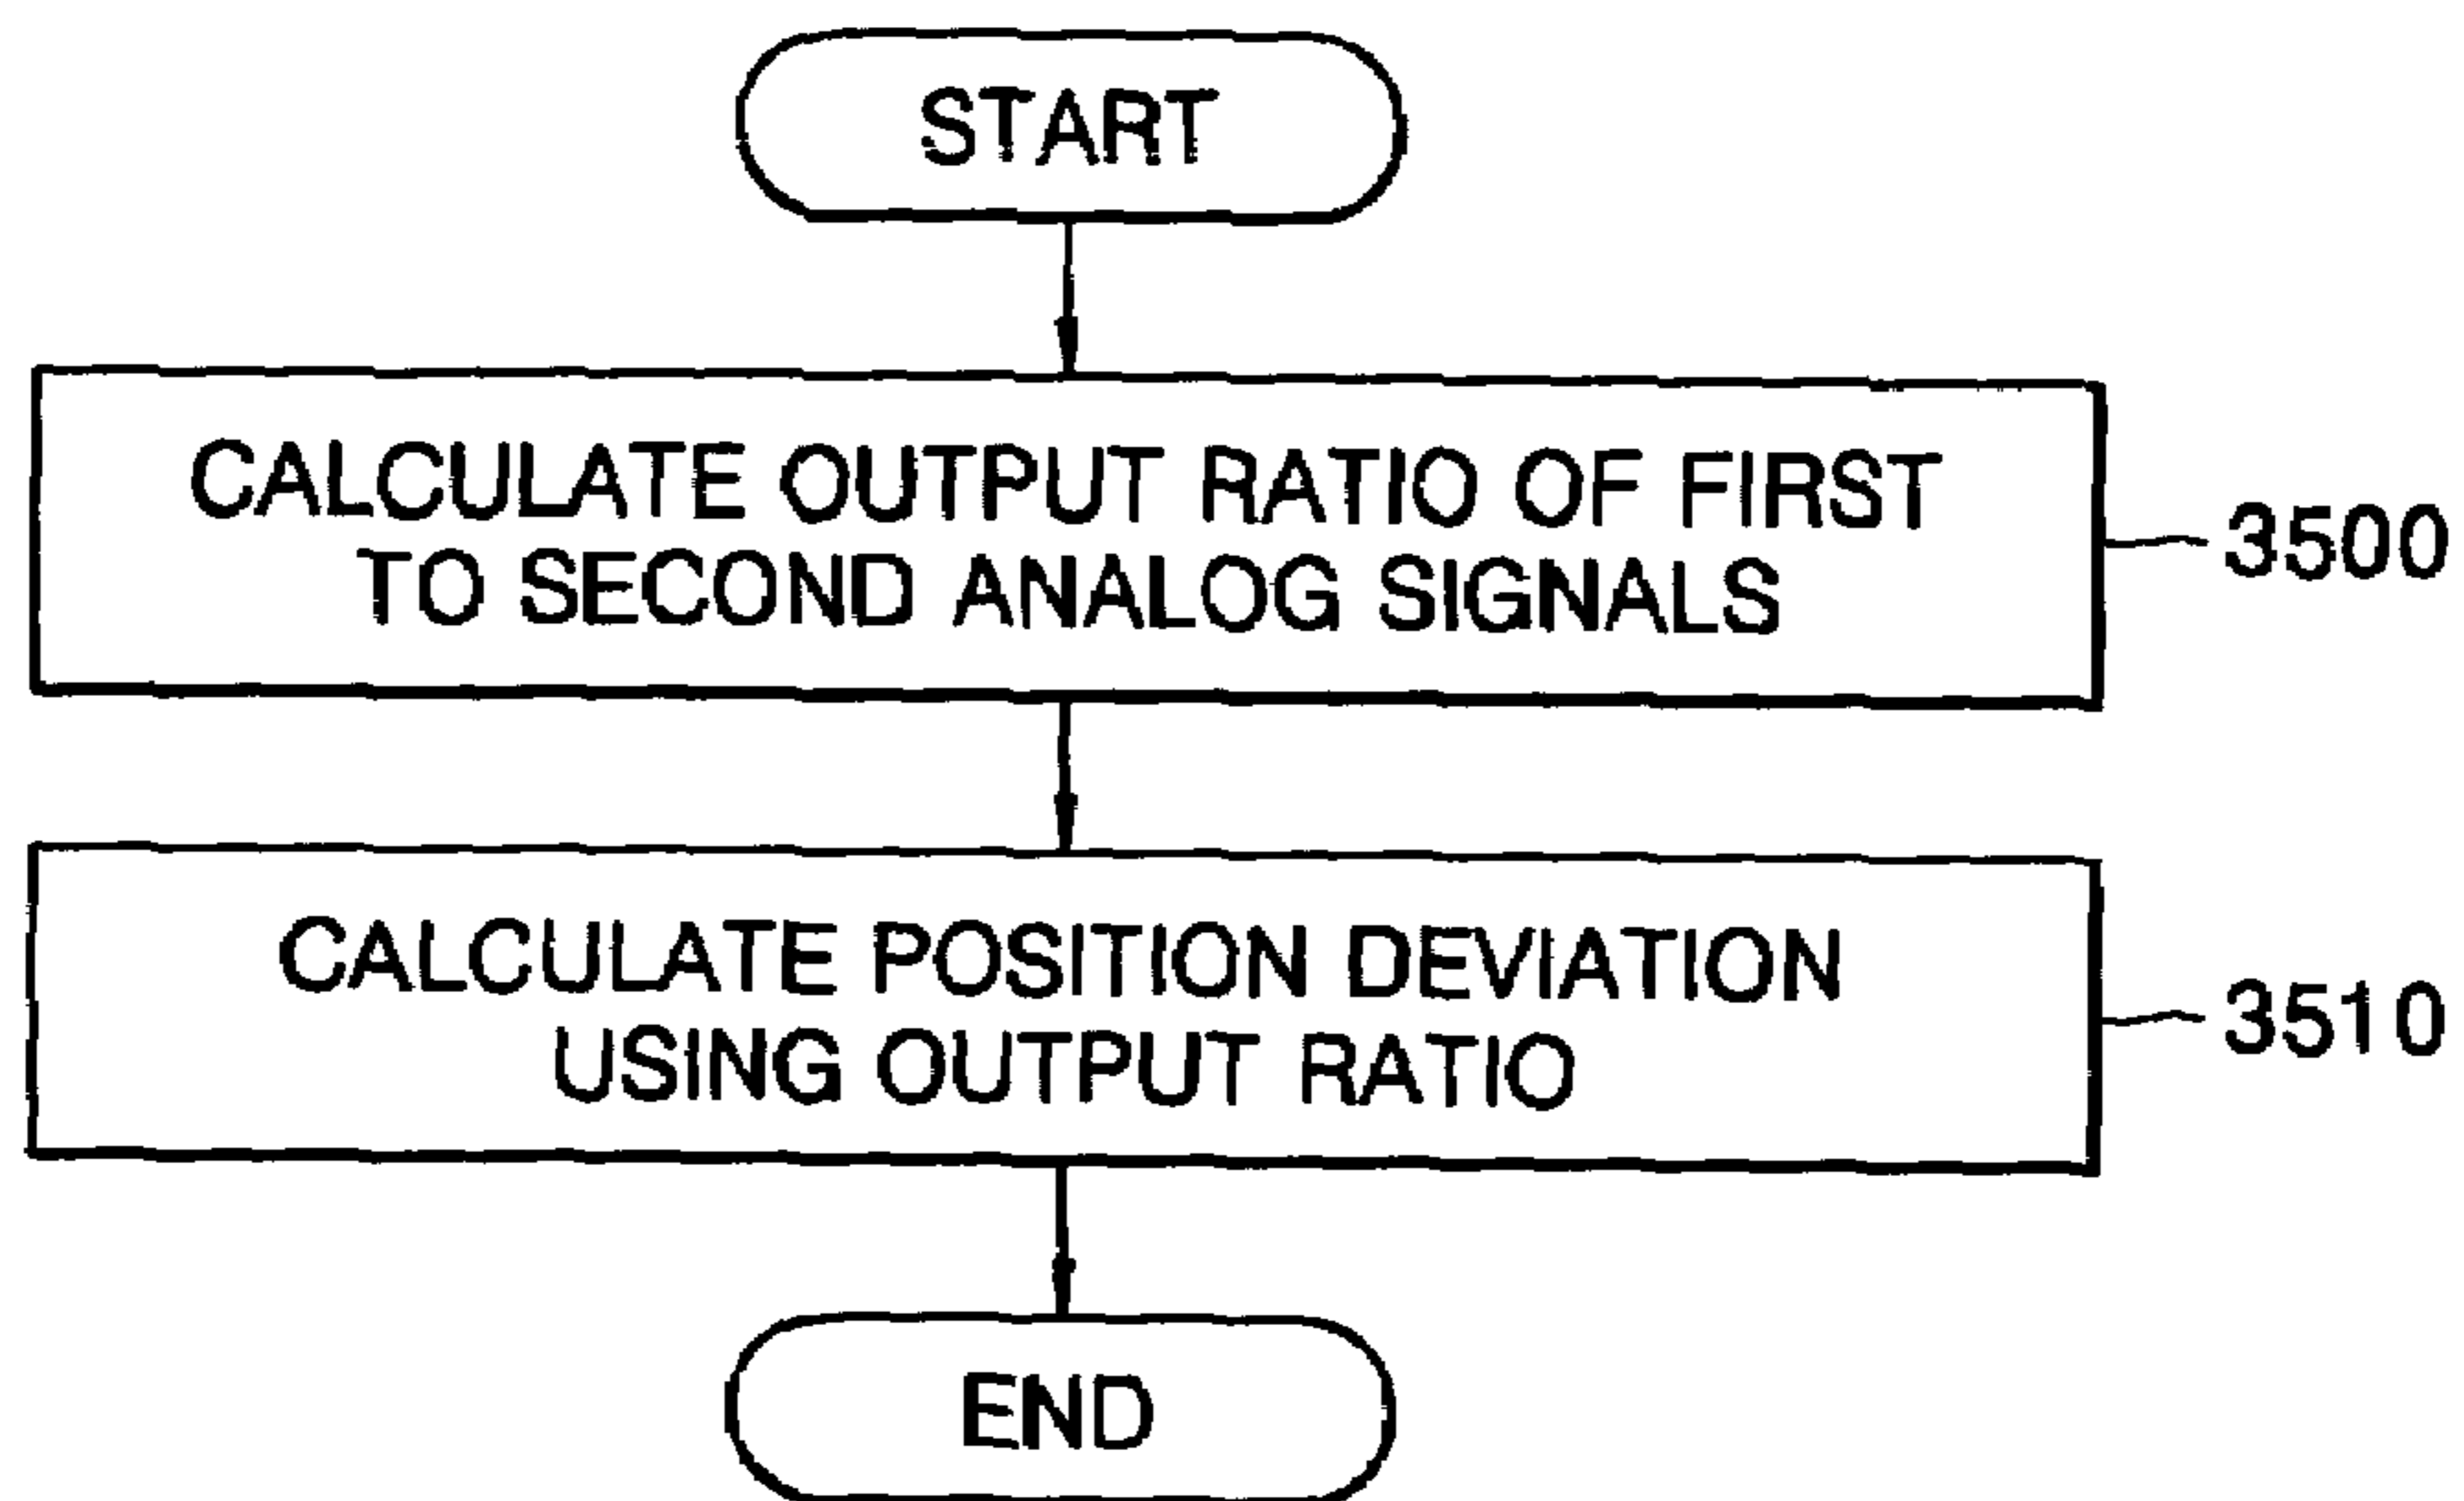 START
CALCULATE OUTPUT RATIO OF FIRST
TO SECOND ANALOG SIGNALS
3500
CALCULATE POSITION DEVIATION
USING OUTPUT RATIO
3510
END